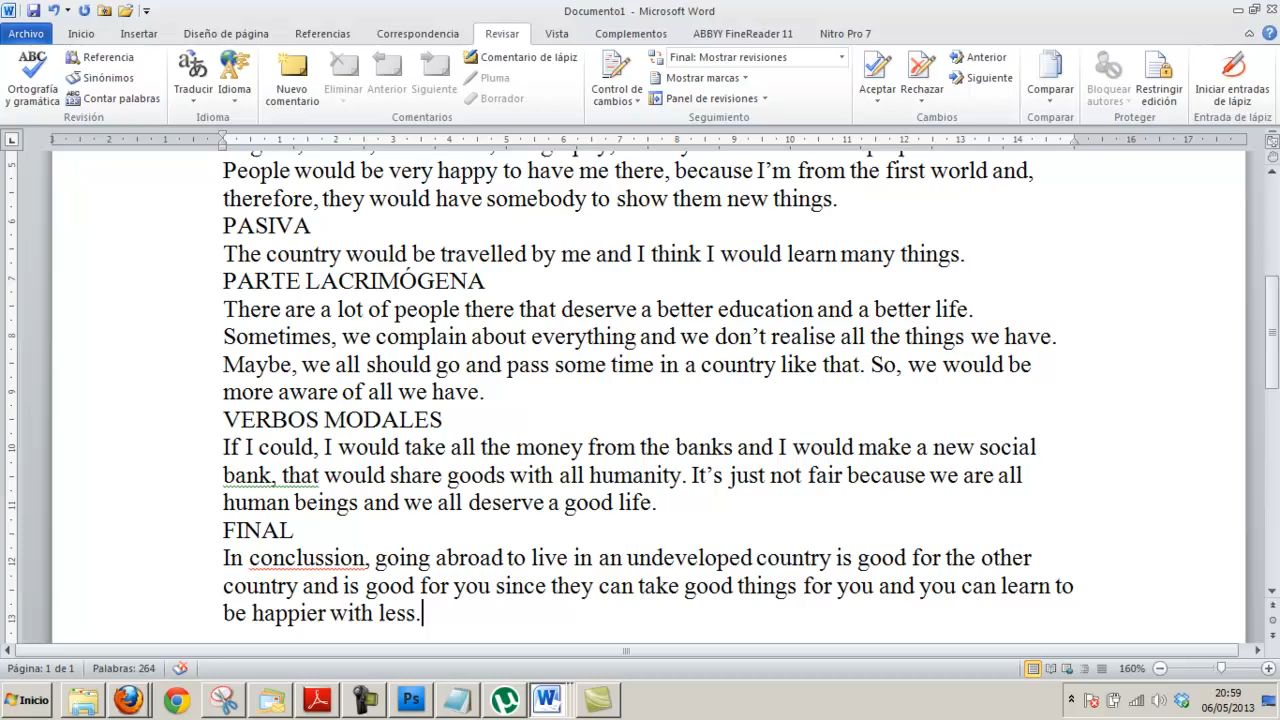 Documento1 - Microsoft Word
Archivo Inicio Insertar Diseño de página Referencias Correspondencia Revisar Vista Complementos ABBYY FineReader 11 Nitro Pro 7
ABC Ortografía y gramática
Referencia
Sinónimos
Contar palabras
Revisión
Traducir Idioma
Idioma
Nuevo comentario Eliminar Anterior Siguiente
Comentario de lápiz
Pluma
Borrador
Comentarios
Control de cambios
Final: Mostrar revisiones
Mostrar marcas
Panel de revisiones
Seguimiento
Aceptar Rechazar
Anterior
Siguiente
Cambios
Comparar
Comparar
Bloquear autores Restringir edición
Proteger
Iniciar entradas de lápiz
Entrada de lápiz
People would be very happy to have me there, because I’m from the first world and,
therefore, they would have somebody to show them new things.
PASIVA
The country would be travelled by me and I think I would learn many things.
PARTE LACRIMÓGENA
There are a lot of people there that deserve a better education and a better life.
Sometimes, we complain about everything and we don’t realise all the things we have.
Maybe, we all should go and pass some time in a country like that. So, we would be
more aware of all we have.
VERBOS MODALES
If I could, I would take all the money from the banks and I would make a new social
bank, that would share goods with all humanity. It’s just not fair because we are all
human beings and we all deserve a good life.
FINAL
In conclussion, going abroad to live in an undeveloped country is good for the other
country and is good for you since they can take good things for you and you can learn to
be happier with less.
Página: 1 de 1 Palabras: 264 160%
Inicio 20:59
06/05/2013